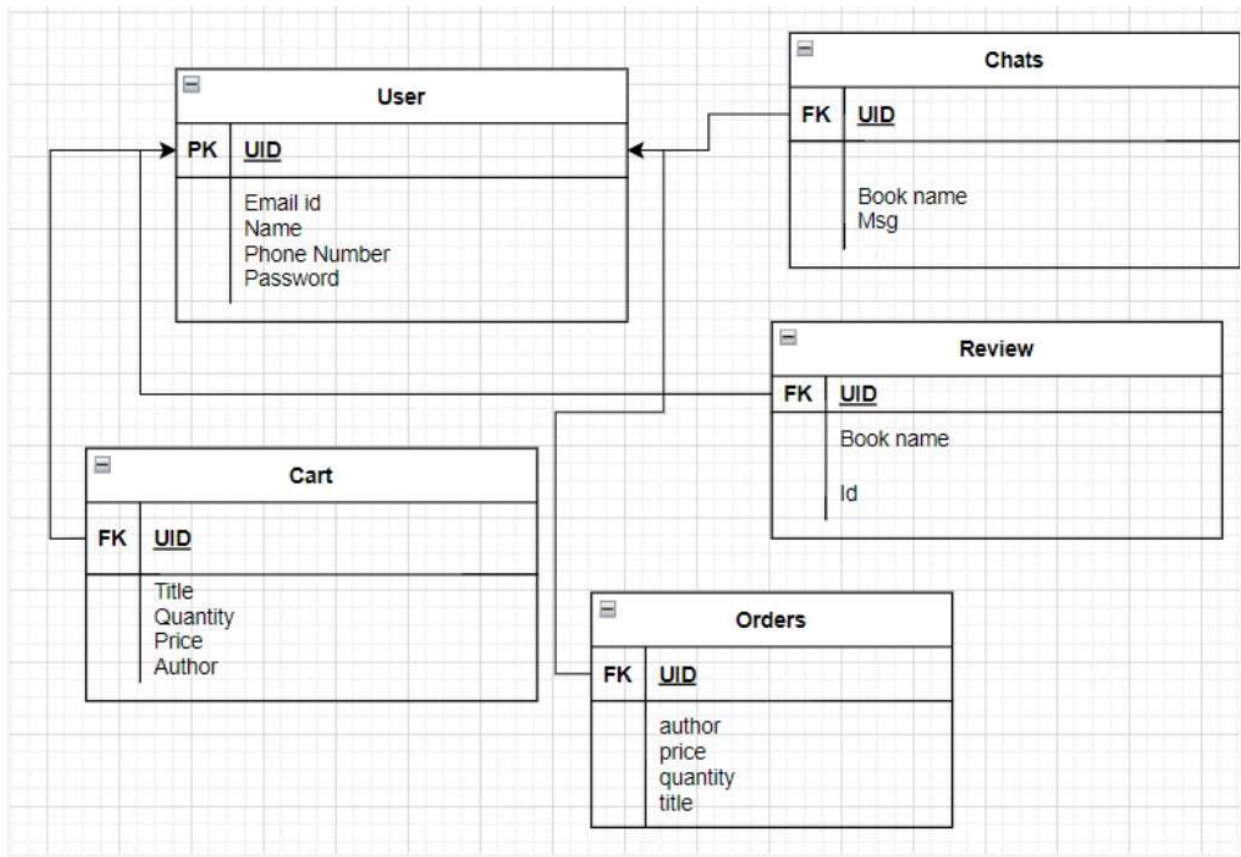 User
PK UID
Email id
Name
Phone Number
Password
Chats
FK UID
Book name
Msg
Review
FK UID
Book name
Id
Cart
FK UID
Title
Quantity
Price
Author
Orders
FK UID
author
price
quantity
title